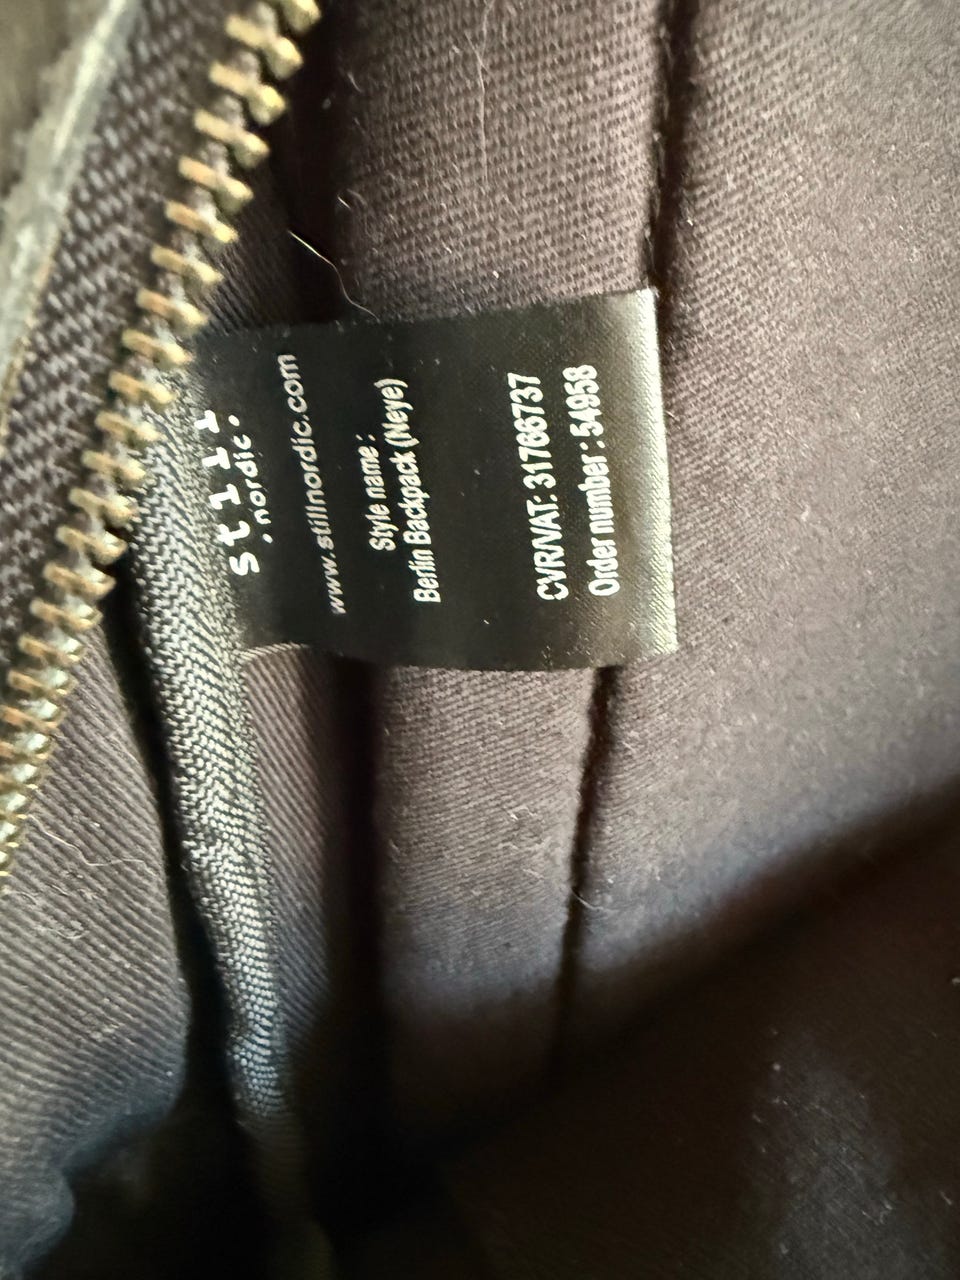 still
.nordic.
www.stillnordic.com
Style name :
Berlin Backpack (Neye)
CVR/VAT: 31766737
Order number : 54958